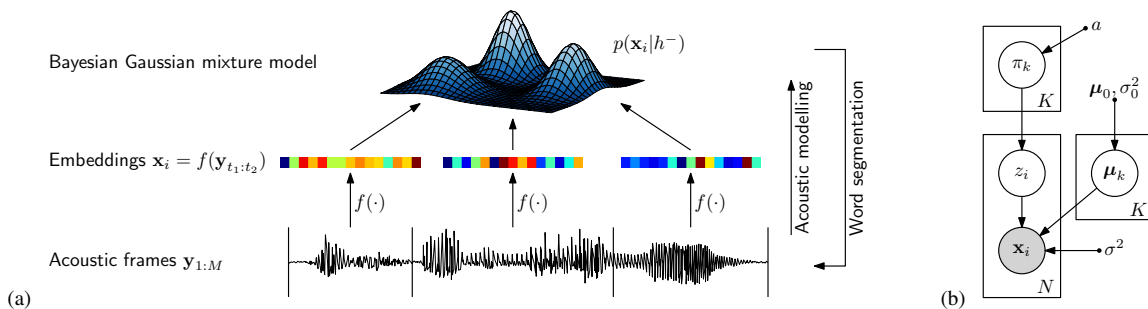 Bayesian Gaussian mixture model
p(𝐱ᵢ|h⁻)
Embeddings 𝐱ᵢ = f(𝐲ₜ₁:ₜ₂)
f(·)
f(·)
f(·)
Acoustic frames 𝐲₁:M
Acoustic modelling
Word segmentation
(a)
a
πₖ
K
𝛍₀, σ₀²
zᵢ
𝛍ₖ
K
𝐱ᵢ
σ²
N
(b)